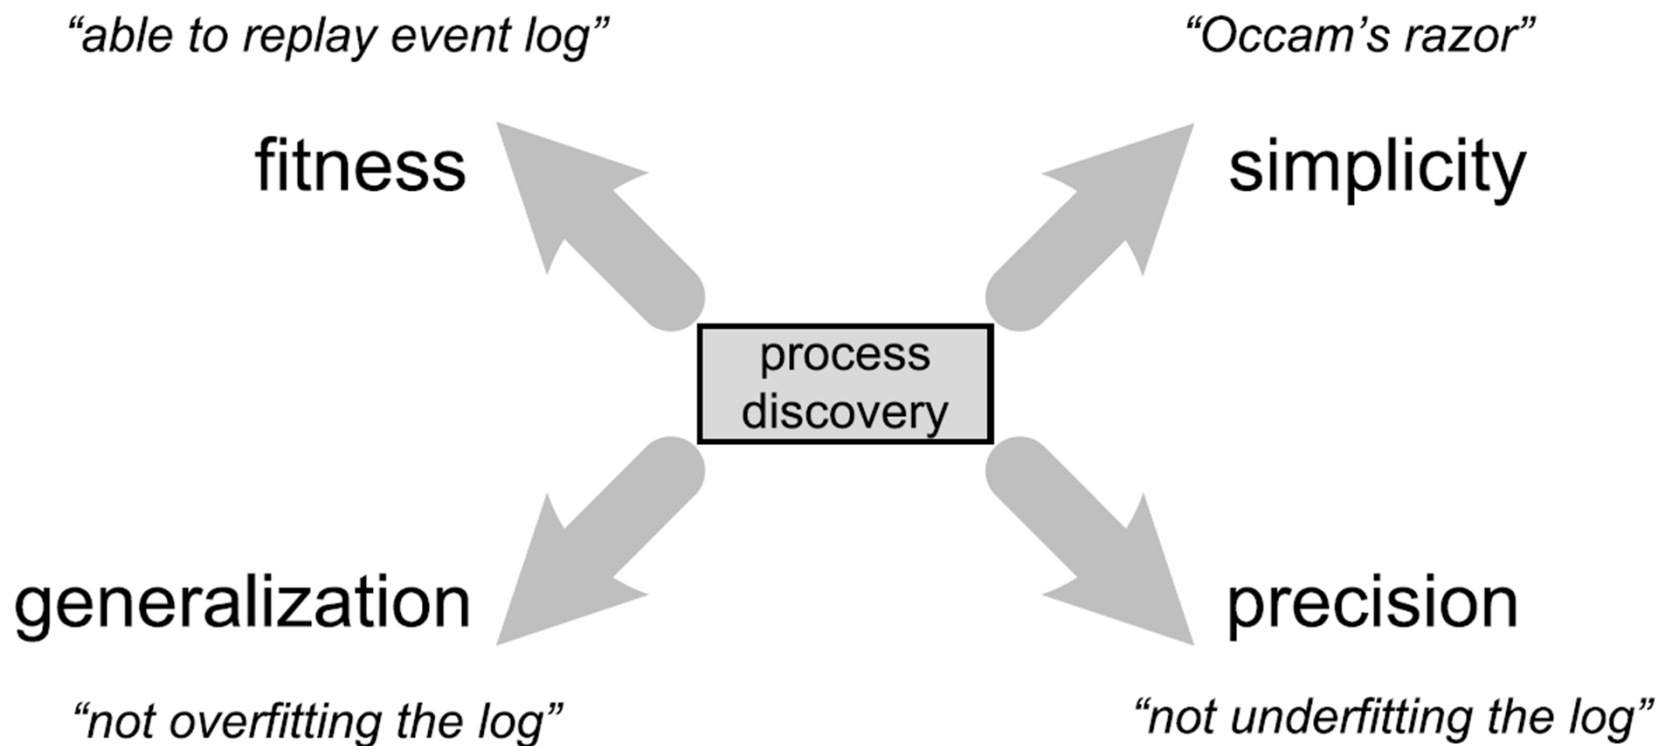 “able to replay event log”
“Occam’s razor”
fitness
simplicity
process
discovery
generalization
precision
“not overfitting the log”
“not underfitting the log”